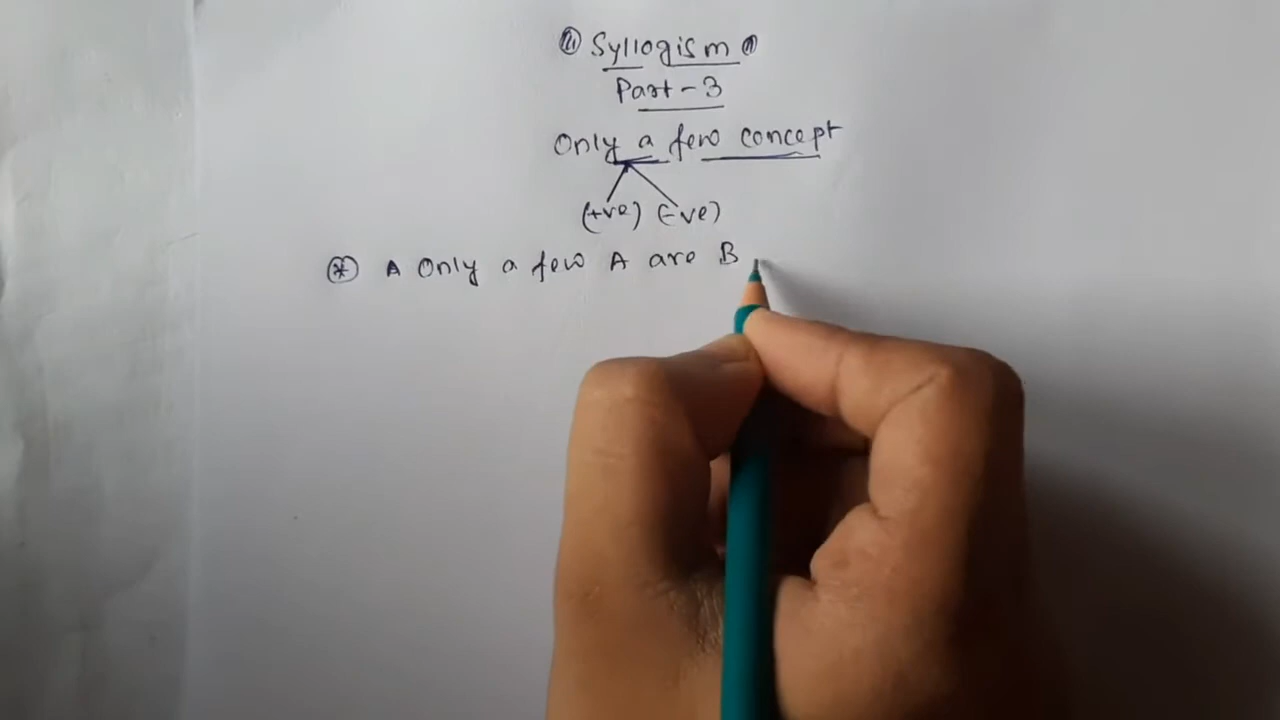 Syllogism
Part-3
Only a few concept
(+ve) (-ve)
* A Only a few A are B